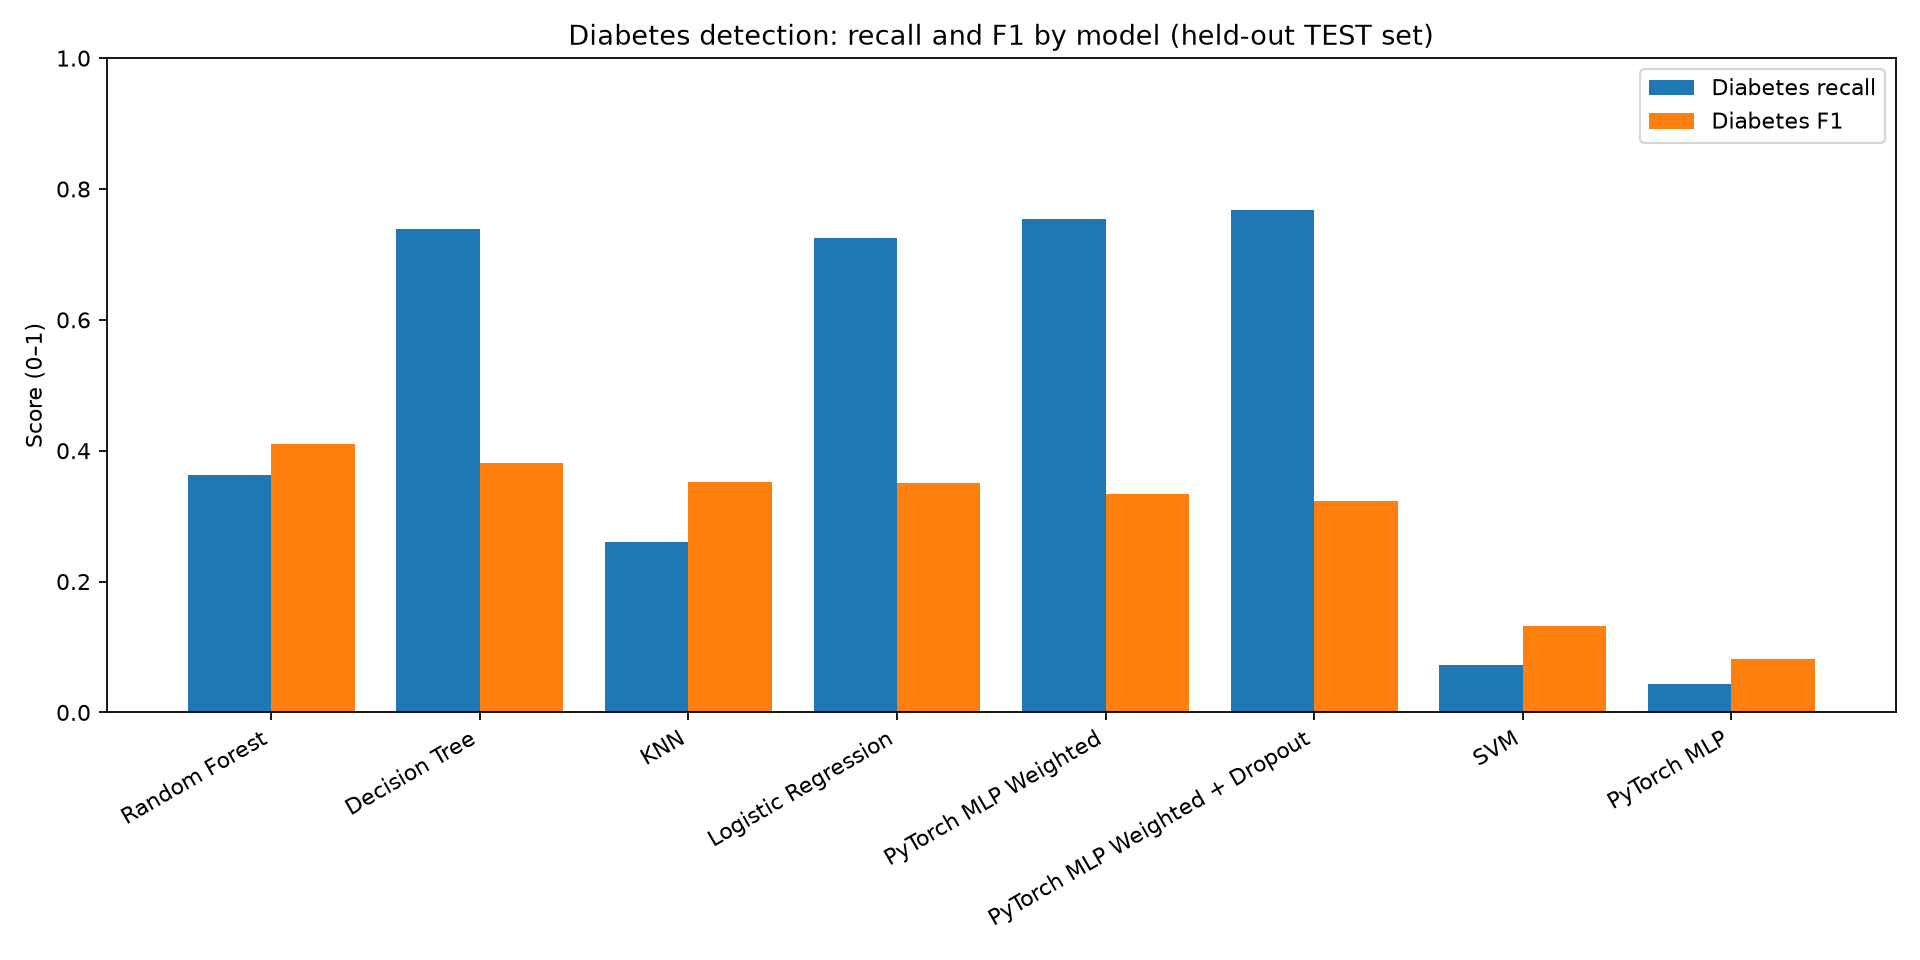 Diabetes detection: recall and F1 by model (held-out TEST set)
Diabetes recall
Diabetes F1
Score (0–1)
1.0
0.8
0.6
0.4
0.2
0.0
Random Forest
Decision Tree
KNN
Logistic Regression
PyTorch MLP Weighted
PyTorch MLP Weighted + Dropout
SVM
PyTorch MLP